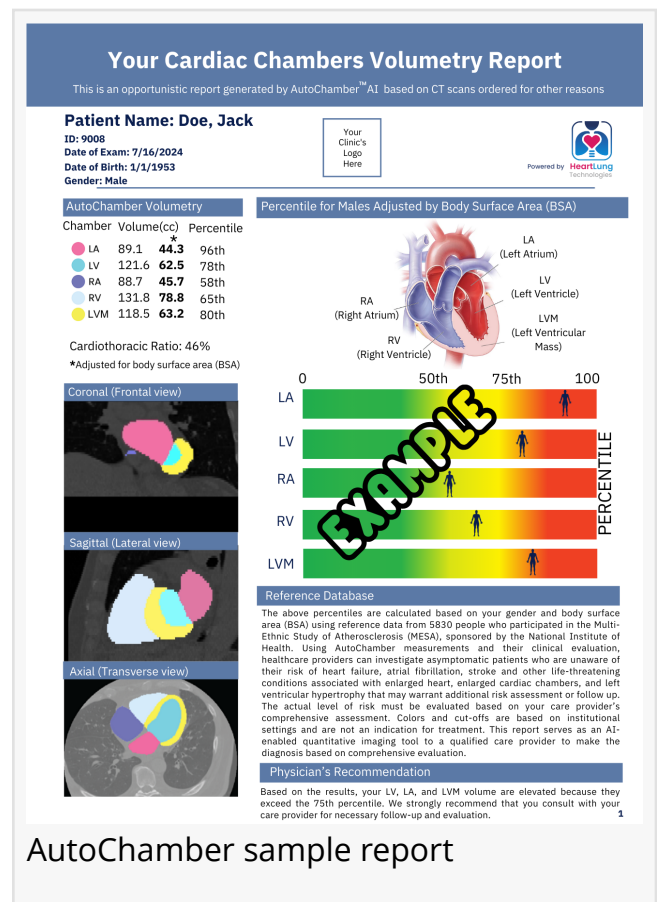 Your Cardiac Chambers Volumetry Report
This is an opportunistic report generated by AutoChamber™AI based on CT scans ordered for other reasons
Patient Name: Doe, Jack
ID: 9008
Date of Exam: 7/16/2024
Date of Birth: 1/1/1953
Gender: Male
Your
Clinic's
Logo
Here
Powered by HeartLung
Technologies
AutoChamber Volumetry
Chamber Volume(cc) Percentile
*
LA 89.1 44.3 96th
LV 121.6 62.5 78th
RA 88.7 45.7 58th
RV 131.8 78.8 65th
LVM 118.5 63.2 80th
Cardiothoracic Ratio: 46%
*Adjusted for body surface area (BSA)
Coronal (Frontal view)
Sagittal (Lateral view)
Axial (Transverse view)
Percentile for Males Adjusted by Body Surface Area (BSA)
LA
(Left Atrium)
LV
(Left Ventricle)
LVM
(Left Ventricular
Mass)
RA
(Right Atrium)
RV
(Right Ventricle)
0 50th 75th 100
LA
LV
RA
RV
LVM
PERCENTILE
EXAMPLE
Reference Database
The above percentiles are calculated based on your gender and body surface
area (BSA) using reference data from 5830 people who participated in the Multi-
Ethnic Study of Atherosclerosis (MESA), sponsored by the National Institute of
Health. Using AutoChamber measurements and their clinical evaluation,
healthcare providers can investigate asymptomatic patients who are unaware of
their risk of heart failure, atrial fibrillation, stroke and other life-threatening
conditions associated with enlarged heart, enlarged cardiac chambers, and left
ventricular hypertrophy that may warrant additional risk assessment or follow up.
The actual level of risk must be evaluated based on your care provider's
comprehensive assessment. Colors and cut-offs are based on institutional
settings and are not an indication for treatment. This report serves as an AI-
enabled quantitative imaging tool to a qualified care provider to make the
diagnosis based on comprehensive evaluation.
Physician's Recommendation
Based on the results, your LV, LA, and LVM volume are elevated because they
exceed the 75th percentile. We strongly recommend that you consult with your
care provider for necessary follow-up and evaluation.
1
AutoChamber sample report